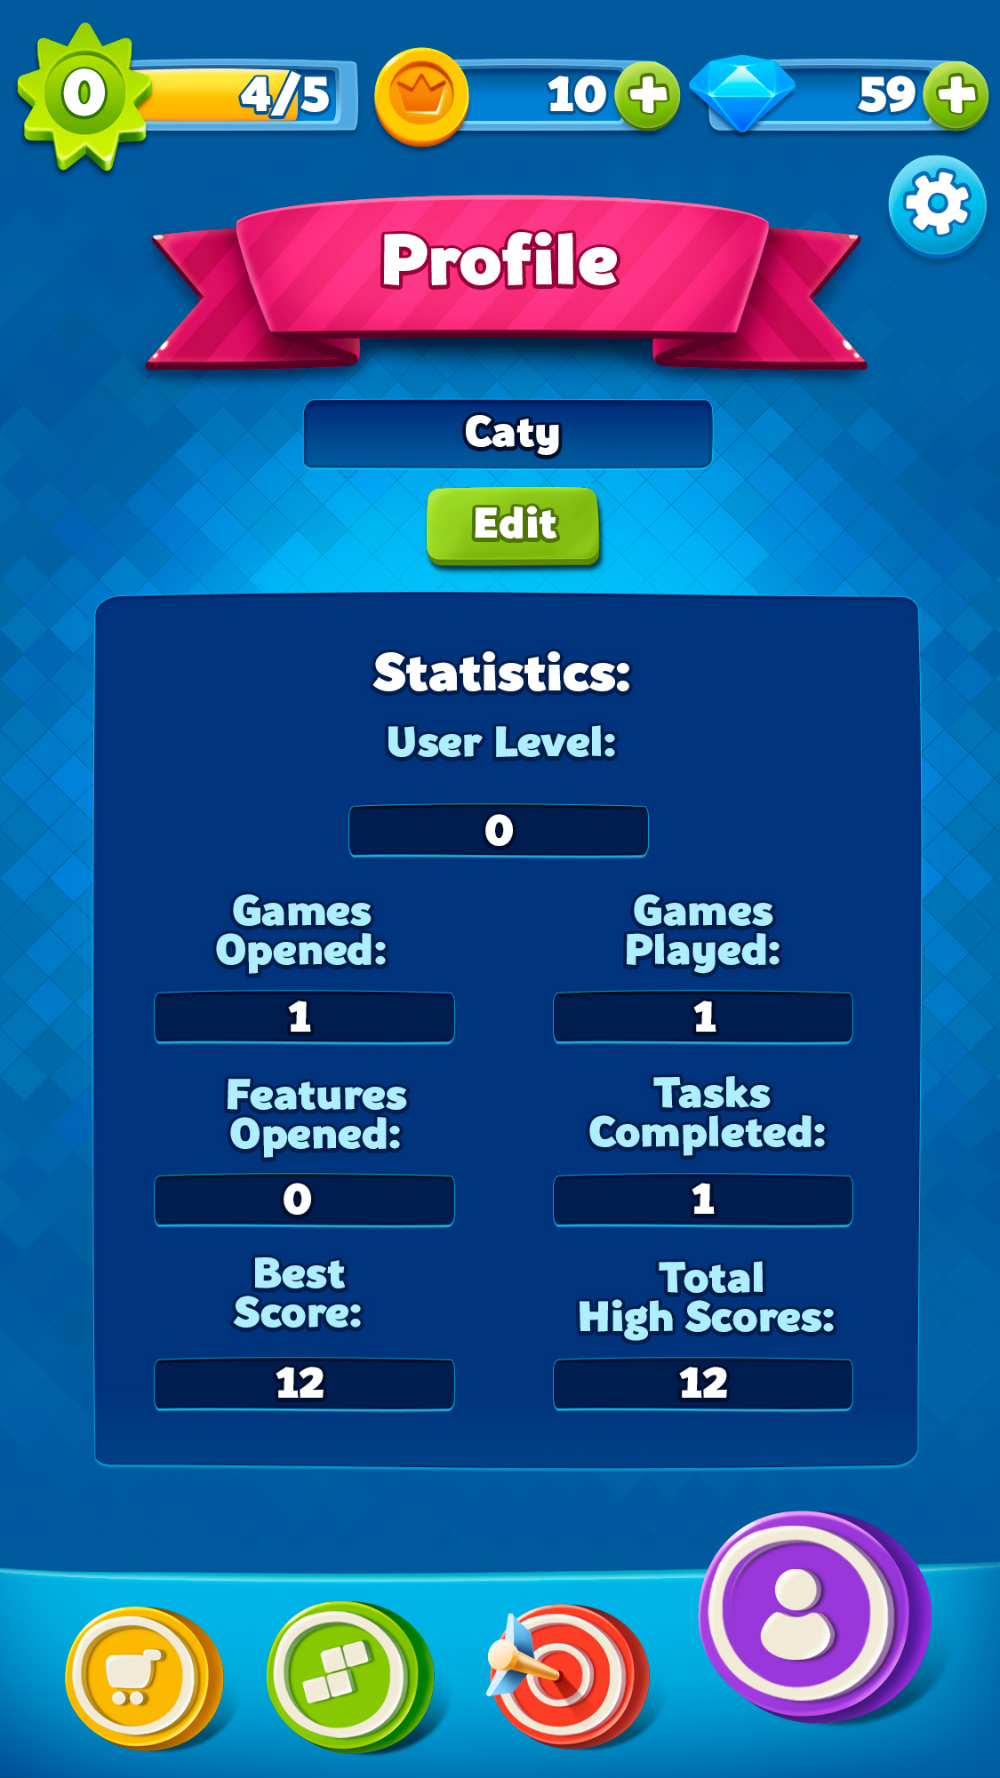 0 4/5 10 59
Profile
Caty
Edit
Statistics:
User Level:
0
Games
Opened:
1
Games
Played:
1
Features
Opened:
0
Tasks
Completed:
1
Best
Score:
12
Total
High Scores:
12